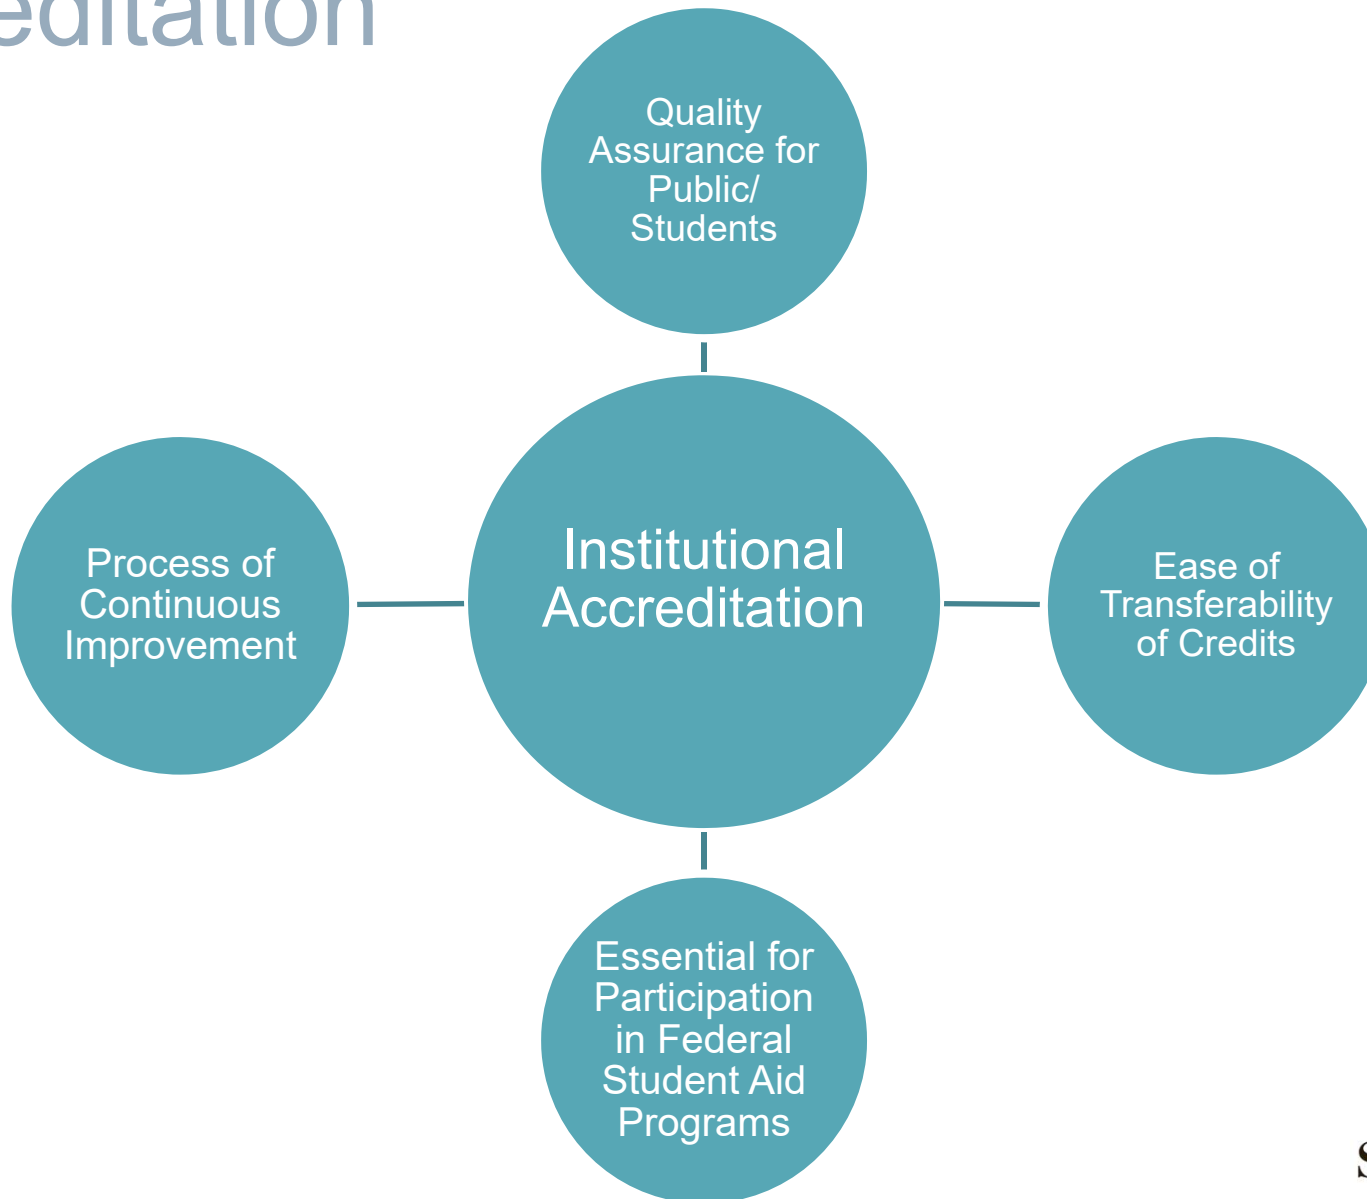 editation
Quality
Assurance for
Public/
Students
Process of
Continuous
Improvement
Institutional
Accreditation
Ease of
Transferability
of Credits
Essential for
Participation
in Federal
Student Aid
Programs
S